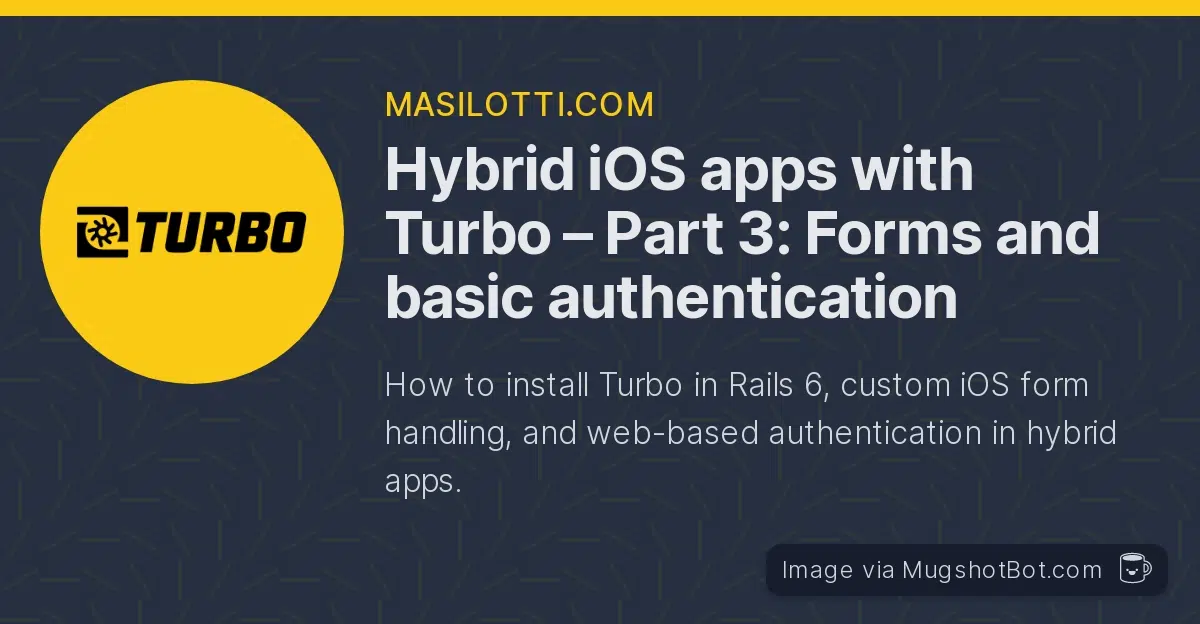 MASILOTTI.COM
TURBO
Hybrid iOS apps with
Turbo – Part 3: Forms and
basic authentication
How to install Turbo in Rails 6, custom iOS form
handling, and web-based authentication in hybrid
apps.
Image via MugshotBot.com